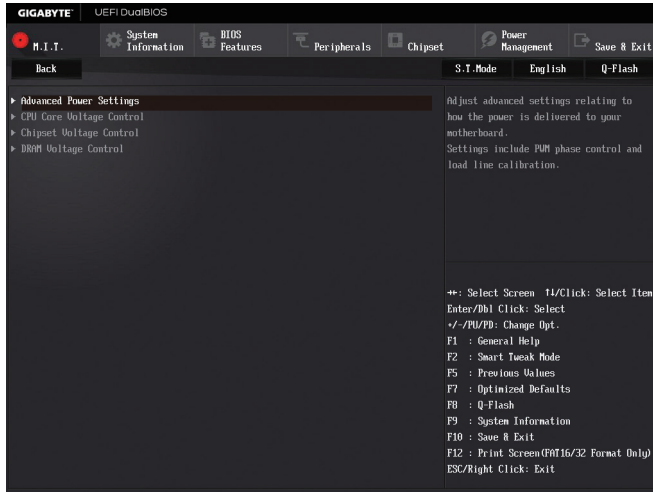 GIGABYTE™ UEFI DualBIOS
M.I.T. System Information BIOS Features Peripherals Chipset Power Management Save & Exit
Back S.T.Mode English Q-Flash
Advanced Power Settings
CPU Core Voltage Control
Chipset Voltage Control
DRAM Voltage Control
Adjust advanced settings relating to
how the power is delivered to your
motherboard.
Settings include PWM phase control and
load line calibration.
→←: Select Screen ↑↓/Click: Select Item
Enter/Dbl Click: Select
+/-/PU/PD: Change Opt.
F1 : General Help
F2 : Smart Tweak Mode
F5 : Previous Values
F7 : Optimized Defaults
F8 : Q-Flash
F9 : System Information
F10 : Save & Exit
F12 : Print Screen(FAT16/32 Format Only)
ESC/Right Click: Exit